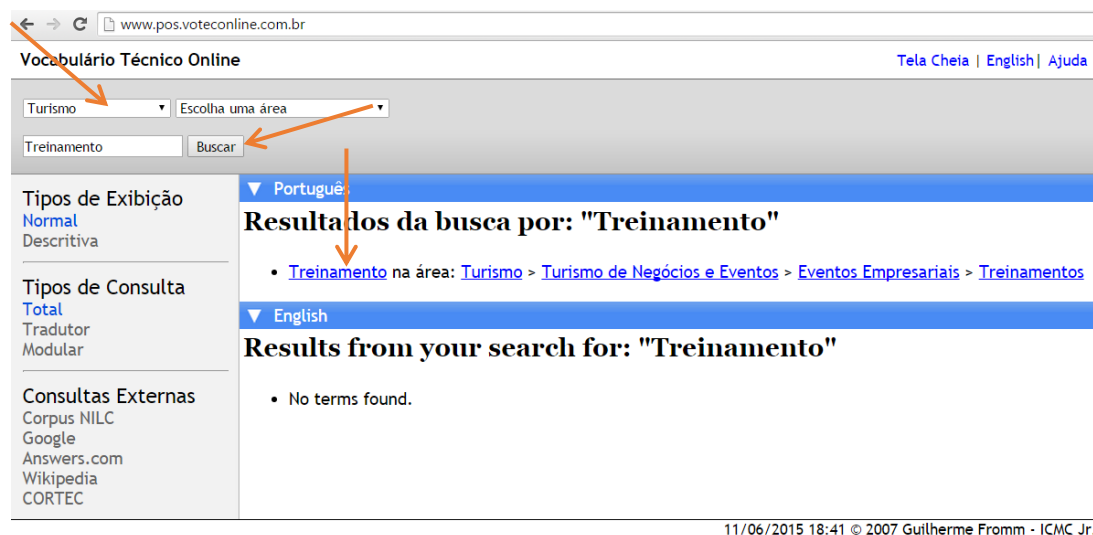 www.pos.voteconline.com.br
Vocabulário Técnico Online
Tela Cheia | English| Ajuda
Turismo
Escolha uma área
Treinamento
Buscar
Tipos de Exibição
Normal
Descritiva
Tipos de Consulta
Total
Tradutor
Modular
Consultas Externas
Corpus NILC
Google
Answers.com
Wikipedia
CORTEC
Português
Resultados da busca por: "Treinamento"
• Treinamento na área: Turismo > Turismo de Negócios e Eventos > Eventos Empresariais > Treinamentos
English
Results from your search for: "Treinamento"
• No terms found.
11/06/2015 18:41 © 2007 Guilherme Fromm - ICMC Jr.